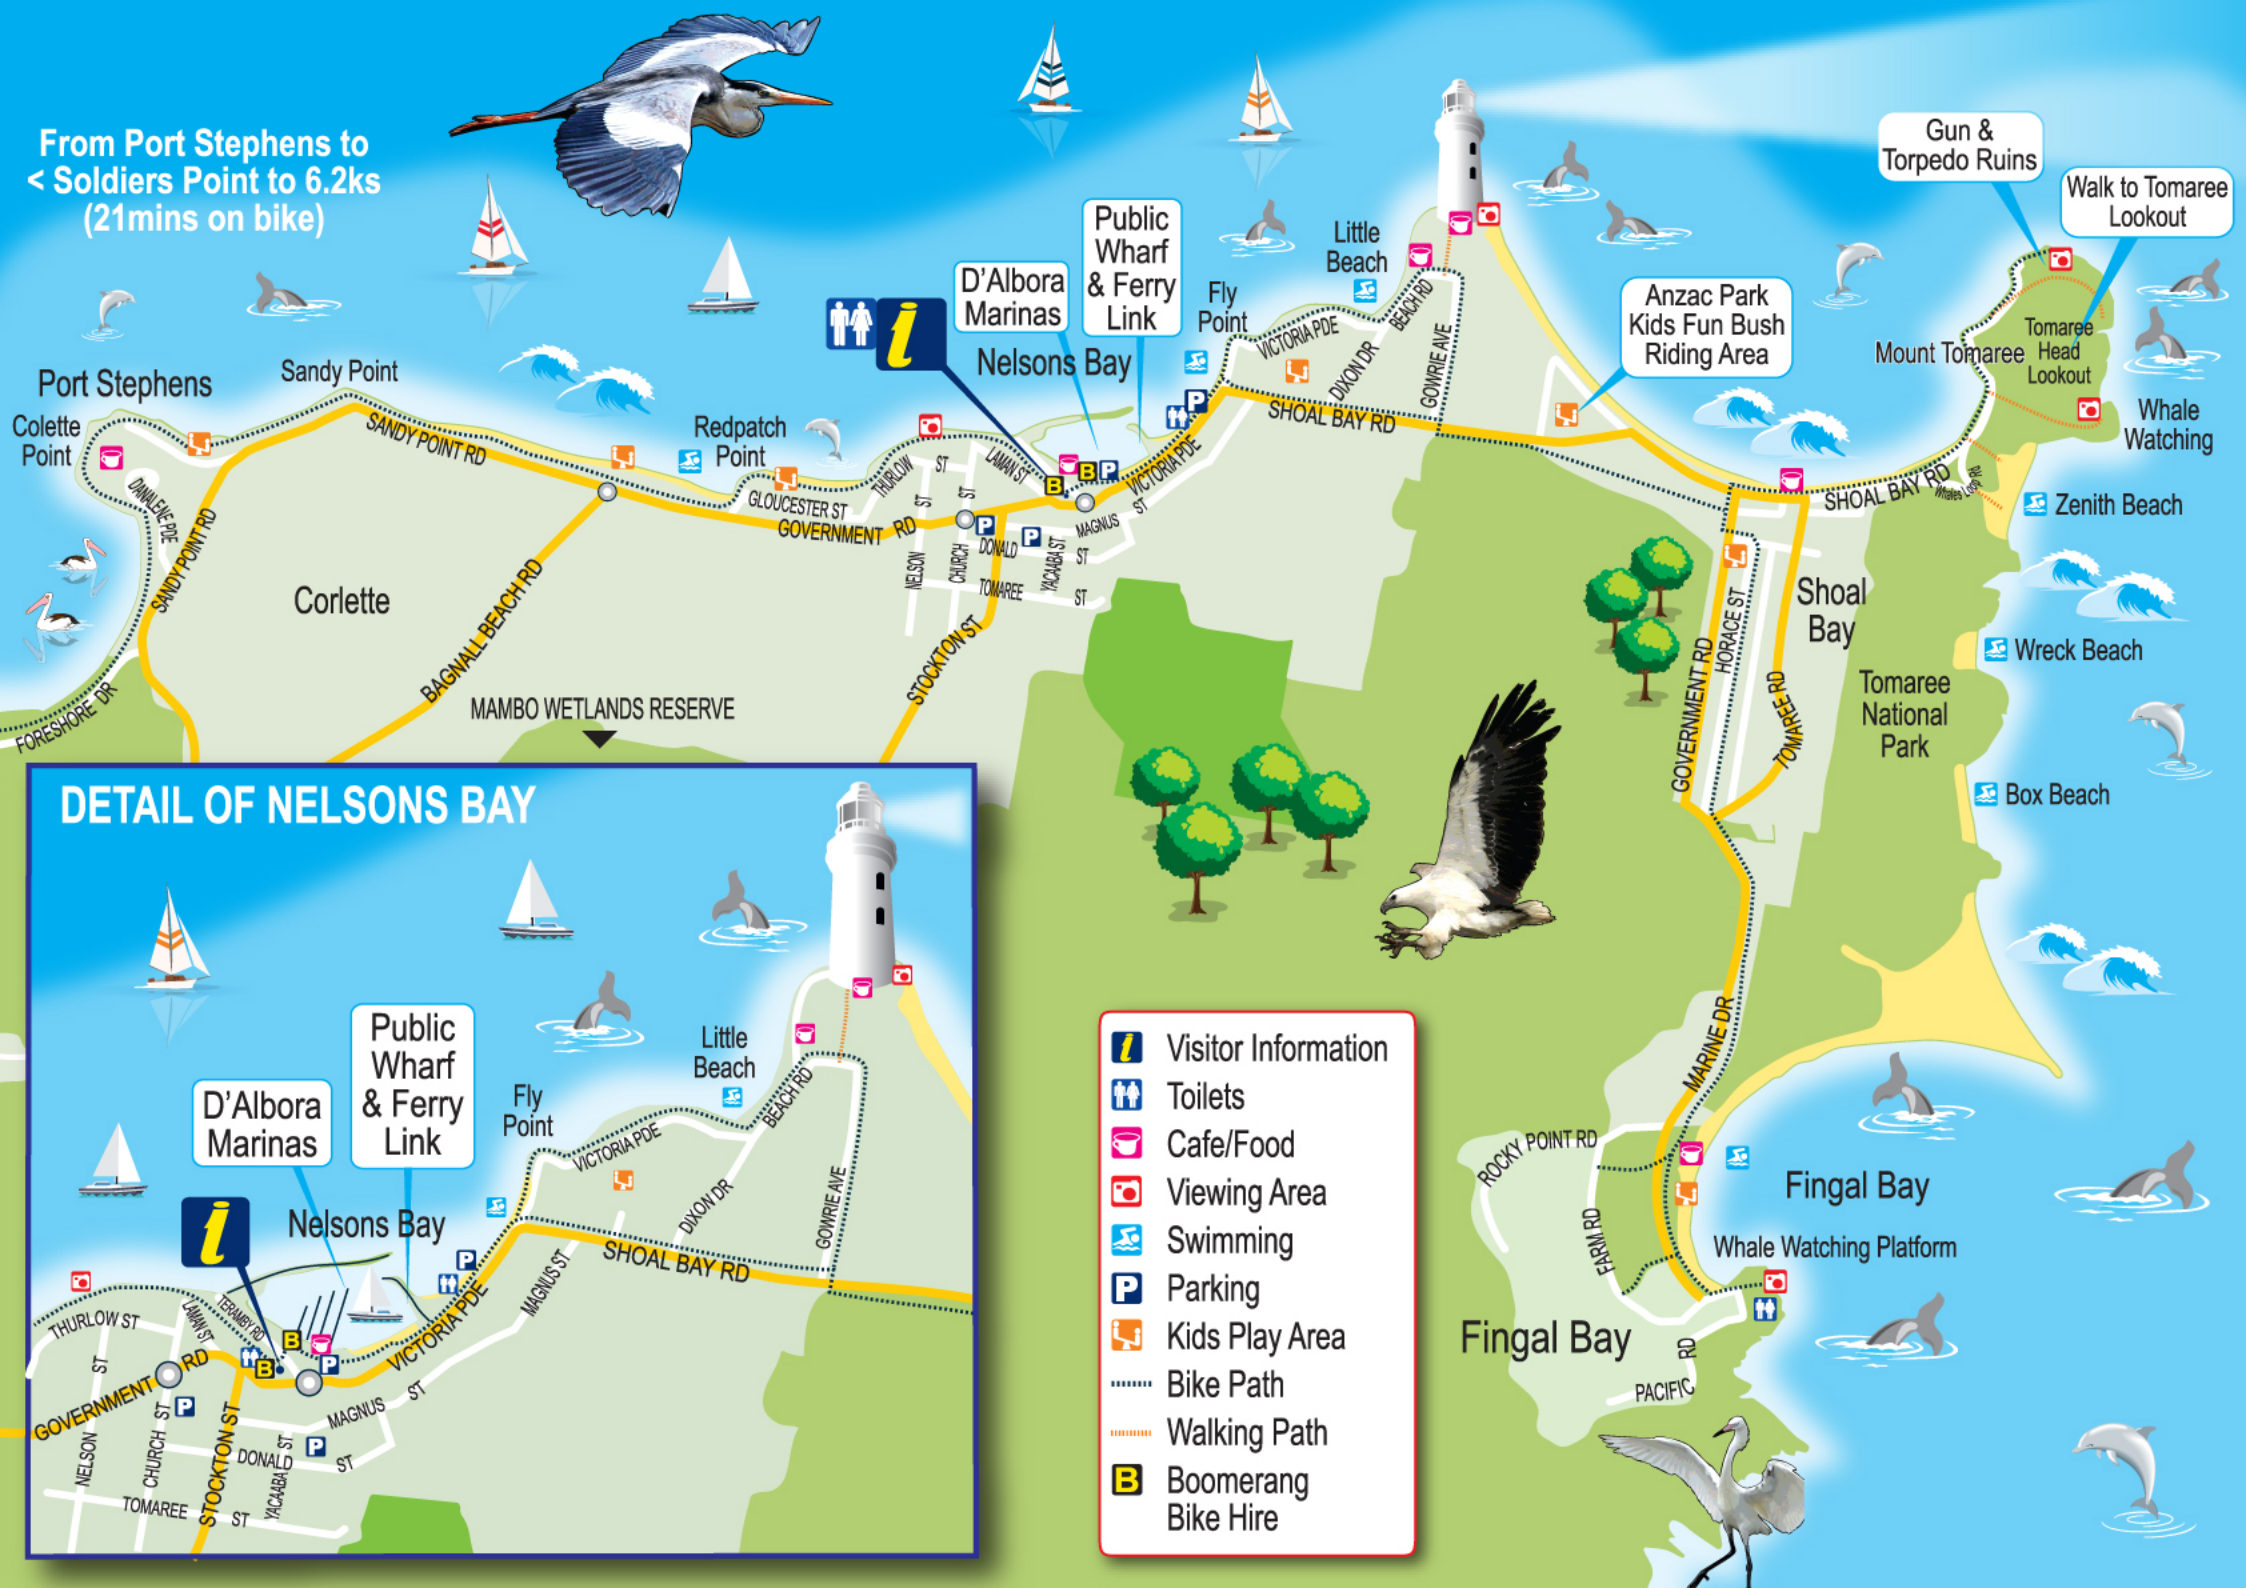 From Port Stephens to
< Soldiers Point to 6.2ks
(21mins on bike)
Gun &
Torpedo Ruins
Walk to Tomaree
Lookout
Public
Wharf
& Ferry
Link
D'Albora
Marinas
Nelsons Bay
i
Fly
Point
Little
Beach
Anzac Park
Kids Fun Bush
Riding Area
Mount Tomaree
Tomaree
Head
Lookout
Whale
Watching
Port Stephens
Colette
Point
Sandy Point
Redpatch
Point
SANDY POINT RD
DANALENE PDE
SANDY POINT RD
FORESHORE DR
Corlette
BAGNALL BEACH RD
MAMBO WETLANDS RESERVE
GLOUCESTER ST
GOVERNMENT RD
THURLOW ST
LAMAN ST
NELSON ST
CHURCH ST
DONALD ST
TOMAREE ST
YACAABA ST
MAGNUS ST
STOCKTON ST
VICTORIA PDE
B
B P
P
P
P
VICTORIA PDE
DIXON DR
BEACH RD
GOWRIE AVE
SHOAL BAY RD
SHOAL BAY RD
Whales Loop Rd
Zenith Beach
Wreck Beach
Box Beach
Shoal
Bay
Tomaree
National
Park
GOVERNMENT RD
HORACE ST
TOMAREE RD
MARINE DR
ROCKY POINT RD
FARM RD
Fingal Bay
Whale Watching Platform
Fingal Bay
PACIFIC RD
DETAIL OF NELSONS BAY
Public
Wharf
& Ferry
Link
D'Albora
Marinas
Fly
Point
Little
Beach
i
Nelsons Bay
VICTORIA PDE
BEACH RD
DIXON DR
GOWRIE AVE
SHOAL BAY RD
MAGNUS ST
VICTORIA PDE
THURLOW ST
LAMAN ST
TERAMBY RD
GOVERNMENT RD
NELSON ST
CHURCH ST
STOCKTON ST
DONALD ST
YACAABA ST
MAGNUS ST
TOMAREE ST
P
B
B
P
P
P
i Visitor Information
Toilets
Cafe/Food
Viewing Area
Swimming
P Parking
Kids Play Area
Bike Path
Walking Path
B Boomerang
Bike Hire